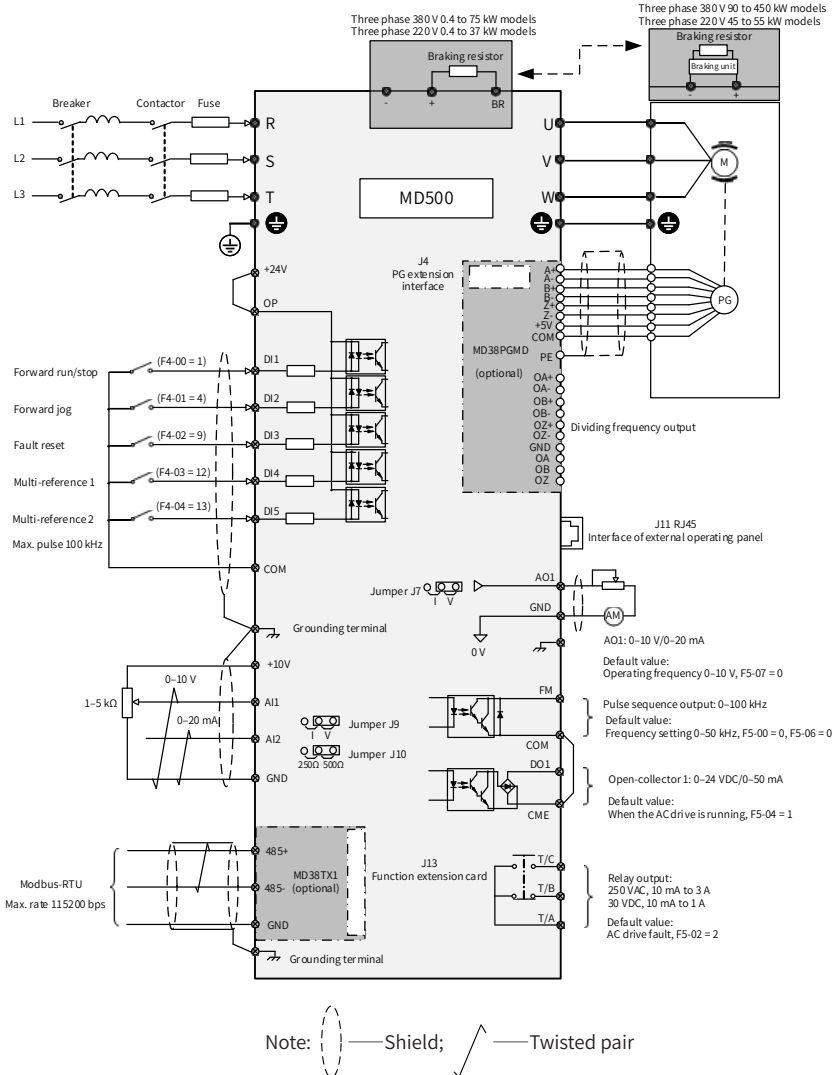 Three phase 380 V 0.4 to 75 kW models
Three phase 220 V 0.4 to 37 kW models
Braking resistor
-
+
BR
Three phase 380 V 90 to 450 kW models
Three phase 220 V 45 to 55 kW models
Braking resistor
Braking unit
-
+
Breaker
Contactor
Fuse
L1
R
L2
S
L3
T
MD500
U
V
W
M
PG
+24V
OP
J4
PG extension
interface
MD38PGMD
(optional)
A+
A-
B+
B-
Z+
Z-
+5V
COM
PE
OA+
OA-
OB+
OB-
OZ+
OZ-
GND
OA
OB
OZ
Dividing frequency output
Forward run/stop
(F4-00 = 1)
DI1
Forward jog
(F4-01 = 4)
DI2
Fault reset
(F4-02 = 9)
DI3
Multi-reference 1
(F4-03 = 12)
DI4
Multi-reference 2
(F4-04 = 13)
DI5
Max. pulse 100 kHz
COM
Grounding terminal
J11 RJ45
Interface of external operating panel
Jumper J7
I V
AO1
GND
0 V
AM
AO1: 0–10 V/0–20 mA
Default value:
Operating frequency 0–10 V, F5-07 = 0
+10V
0–10 V
1–5 kΩ
AI1
0–20 mA
AI2
GND
I V
Jumper J9
Jumper J10
250Ω 500Ω
FM
COM
Pulse sequence output: 0–100 kHz
Default value:
Frequency setting 0–50 kHz, F5-00 = 0, F5-06 = 0
DO1
CME
Open-collector 1: 0–24 VDC/0–50 mA
Default value:
When the AC drive is running, F5-04 = 1
Modbus-RTU
Max. rate 115200 bps
485+
485-
GND
MD38TX1
(optional)
Grounding terminal
J13
Function extension card
T/C
T/B
T/A
Relay output:
250 VAC, 10 mA to 3 A
30 VDC, 10 mA to 1 A
Default value:
AC drive fault, F5-02 = 2
Note: Shield; Twisted pair